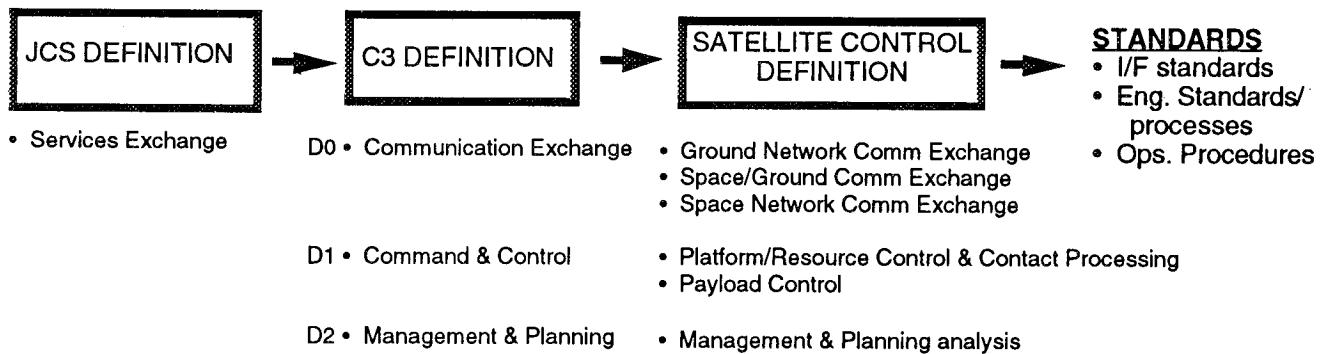 JCS DEFINITION
• Services Exchange
C3 DEFINITION
D0 • Communication Exchange
D1 • Command & Control
D2 • Management & Planning
SATELLITE CONTROL
DEFINITION
• Ground Network Comm Exchange
• Space/Ground Comm Exchange
• Space Network Comm Exchange
• Platform/Resource Control & Contact Processing
• Payload Control
• Management & Planning analysis
STANDARDS
• I/F standards
• Eng. Standards/
processes
• Ops. Procedures